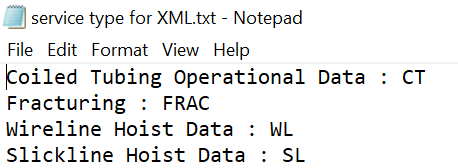 service type for XML.txt - Notepad
File Edit Format View Help
Coiled Tubing Operational Data : CT
Fracturing : FRAC
Wireline Hoist Data : WL
Slickline Hoist Data : SL